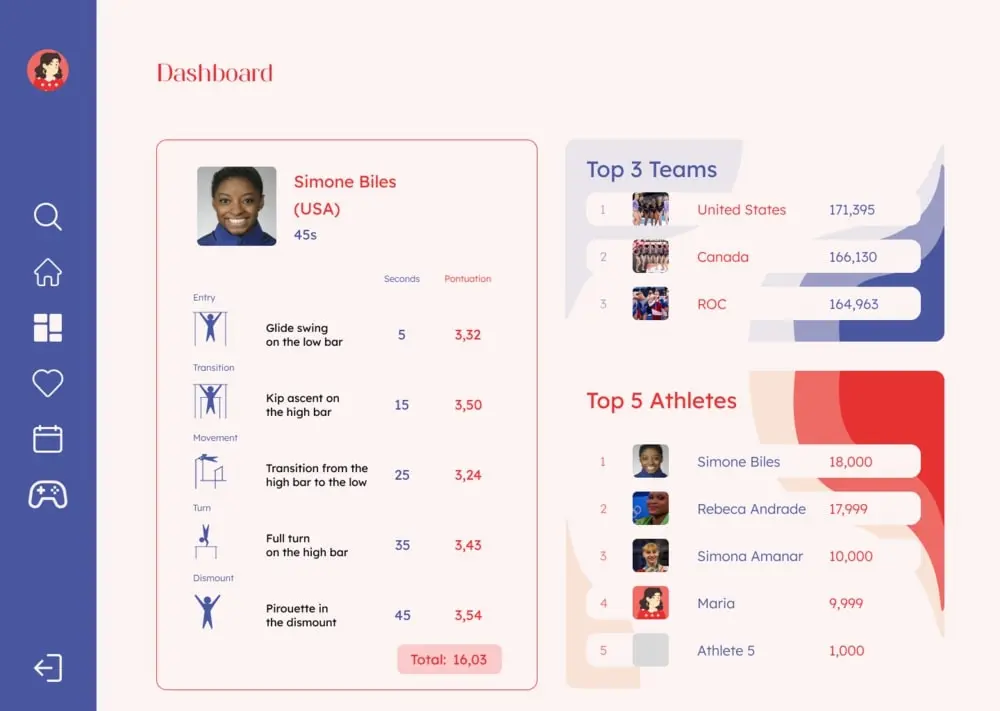 Dashboard
Simone Biles
(USA)
45s
Seconds Pontuation
Entry
Glide swing
on the low bar
5 3,32
Transition
Kip ascent on
the high bar
15 3,50
Movement
Transition from the
high bar to the low
25 3,24
Turn
Full turn
on the high bar
35 3,43
Dismount
Pirouette in
the dismount
45 3,54
Total: 16,03
Top 3 Teams
1 United States 171,395
2 Canada 166,130
3 ROC 164,963
Top 5 Athletes
1 Simone Biles 18,000
2 Rebeca Andrade 17,999
3 Simona Amanar 10,000
4 Maria 9,999
5 Athlete 5 1,000